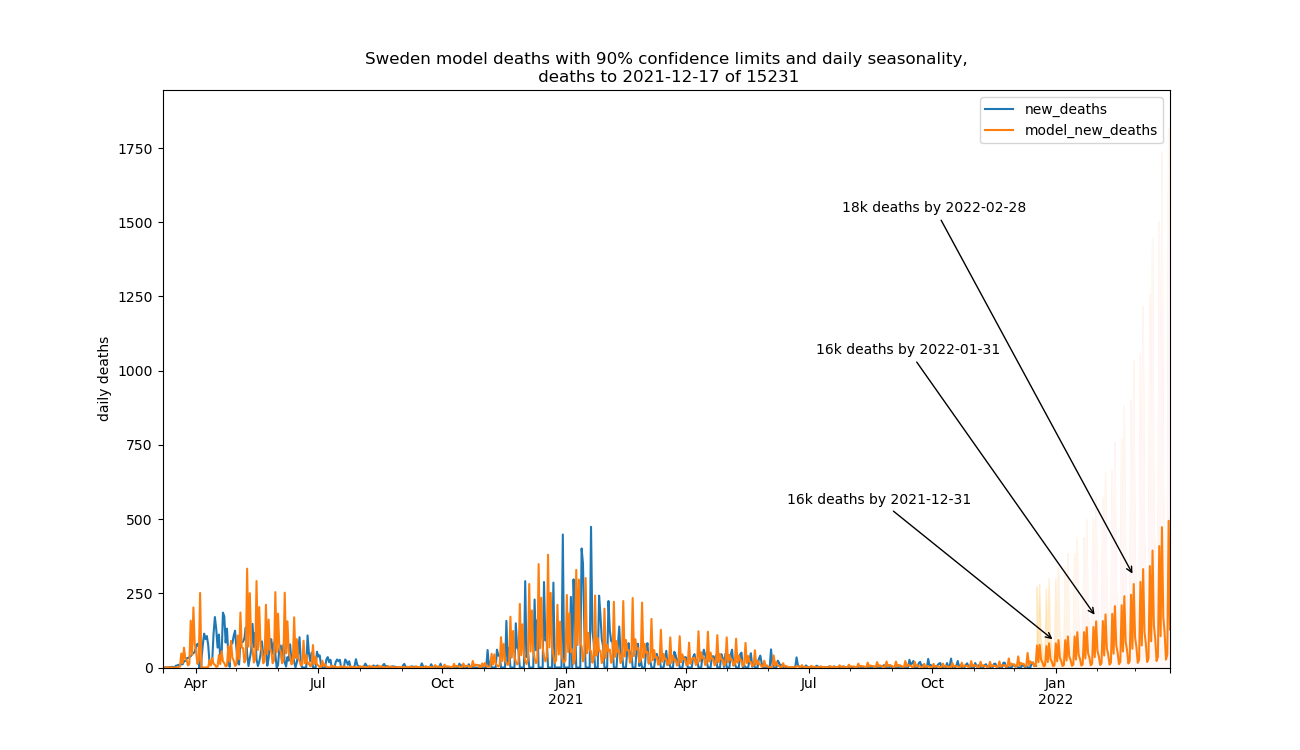 Sweden model deaths with 90% confidence limits and daily seasonality,
deaths to 2021-12-17 of 15231
new_deaths
model_new_deaths
18k deaths by 2022-02-28
16k deaths by 2022-01-31
16k deaths by 2021-12-31
daily deaths
1750
1500
1250
1000
750
500
250
0
Apr
Jul
Oct
Jan
2021
Apr
Jul
Oct
Jan
2022